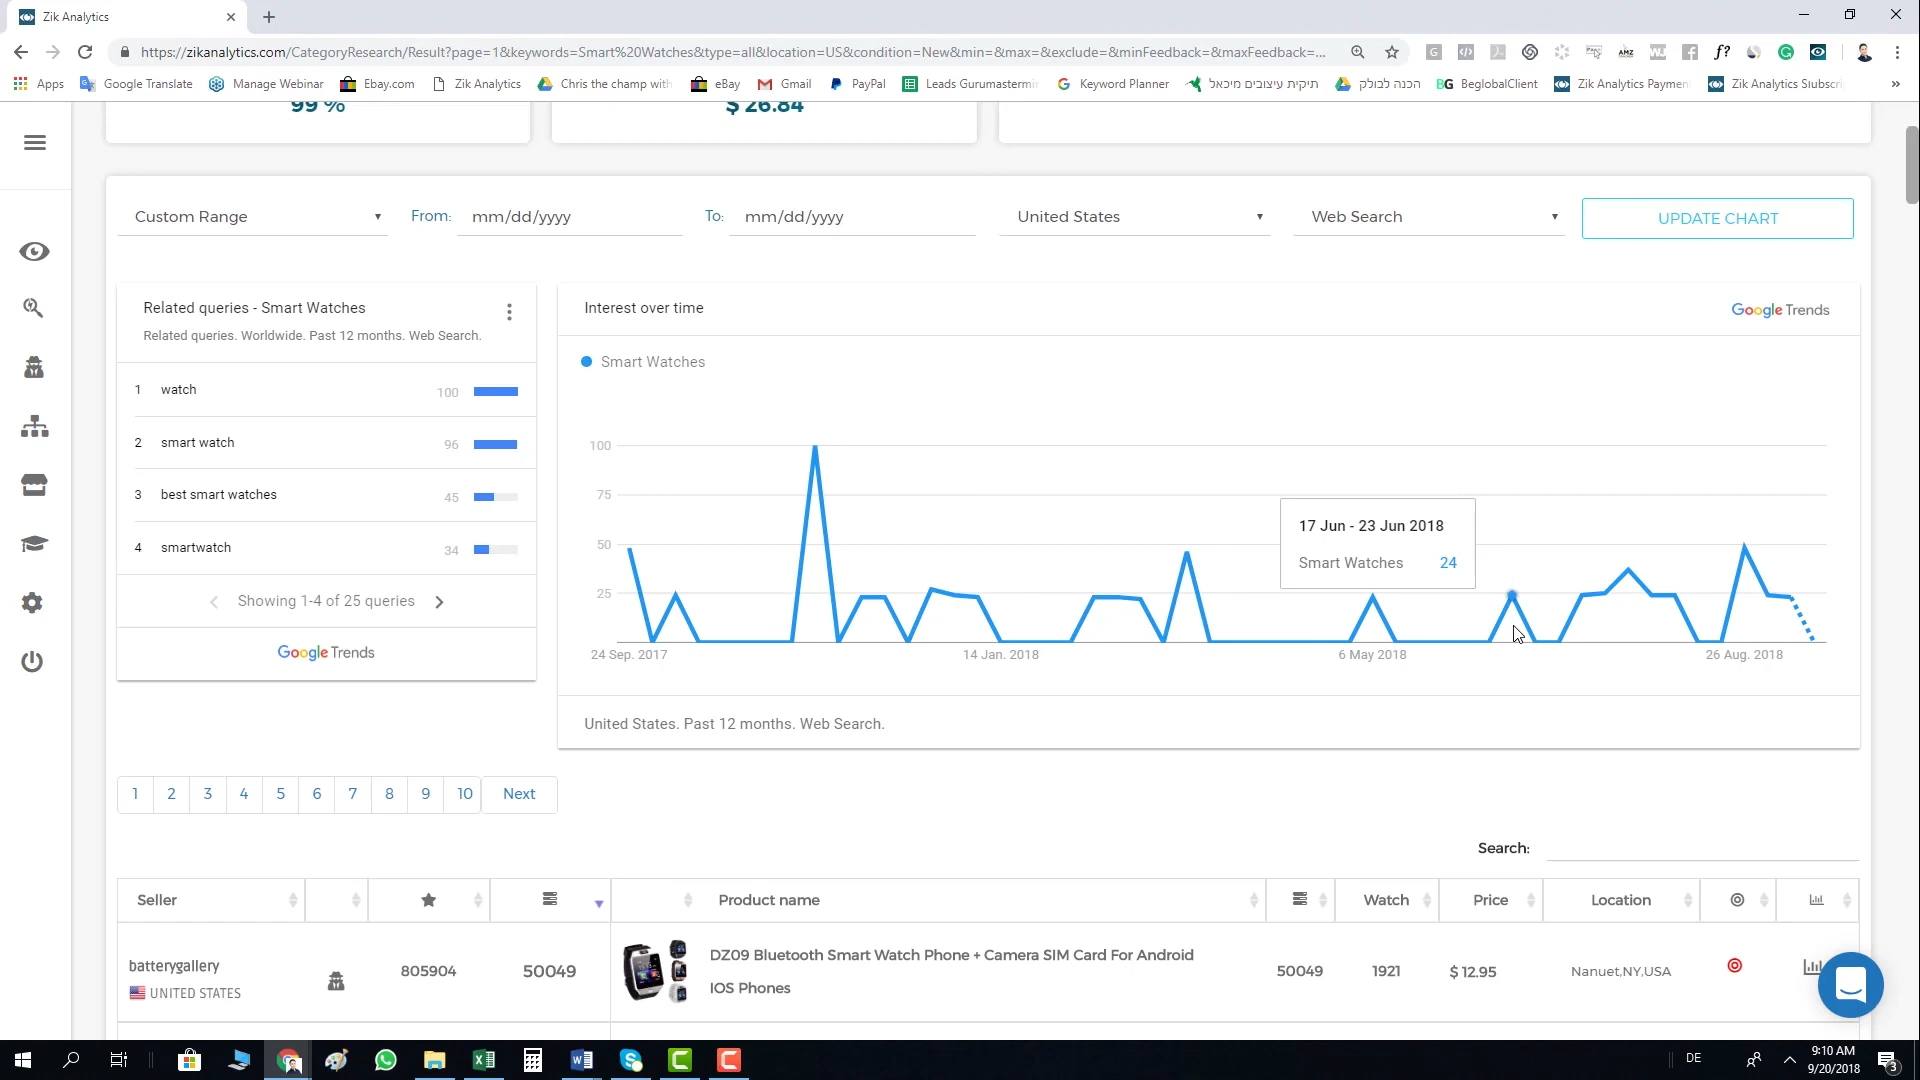 Zik Analytics
https://zikanalytics.com/CategoryResearch/Result?page=1&keywords=Smart%20Watches&type=all&location=US&condition=New&min=&max=&exclude=&minFeedback=&maxFeedback=...
Apps
Google Translate
Manage Webinar
Ebay.com
Zik Analytics
Chris the champ with
eBay
Gmail
PayPal
Leads Gurumastermin
Keyword Planner
תיקית עיצובים מיכאל
הכנה לבולק
BG BeglobalClient
Zik Analytics Paymen
Zik Analytics Siubscri
»
99 %
$ 26.84
Custom Range
From: mm/dd/yyyy
To: mm/dd/yyyy
United States
Web Search
UPDATE CHART
Related queries - Smart Watches
Related queries. Worldwide. Past 12 months. Web Search.
1 watch 100
2 smart watch 96
3 best smart watches 45
4 smartwatch 34
Showing 1-4 of 25 queries
Google Trends
Interest over time
Google Trends
Smart Watches
100
75
50
25
17 Jun - 23 Jun 2018
Smart Watches 24
24 Sep. 2017
14 Jan. 2018
6 May 2018
26 Aug. 2018
United States. Past 12 months. Web Search.
1 2 3 4 5 6 7 8 9 10 Next
Search:
Seller
Product name
Watch
Price
Location
batterygallery
UNITED STATES
805904
50049
DZ09 Bluetooth Smart Watch Phone + Camera SIM Card For Android
IOS Phones
50049
1921
$ 12.95
Nanuet,NY,USA
DE
9:10 AM
9/20/2018
3